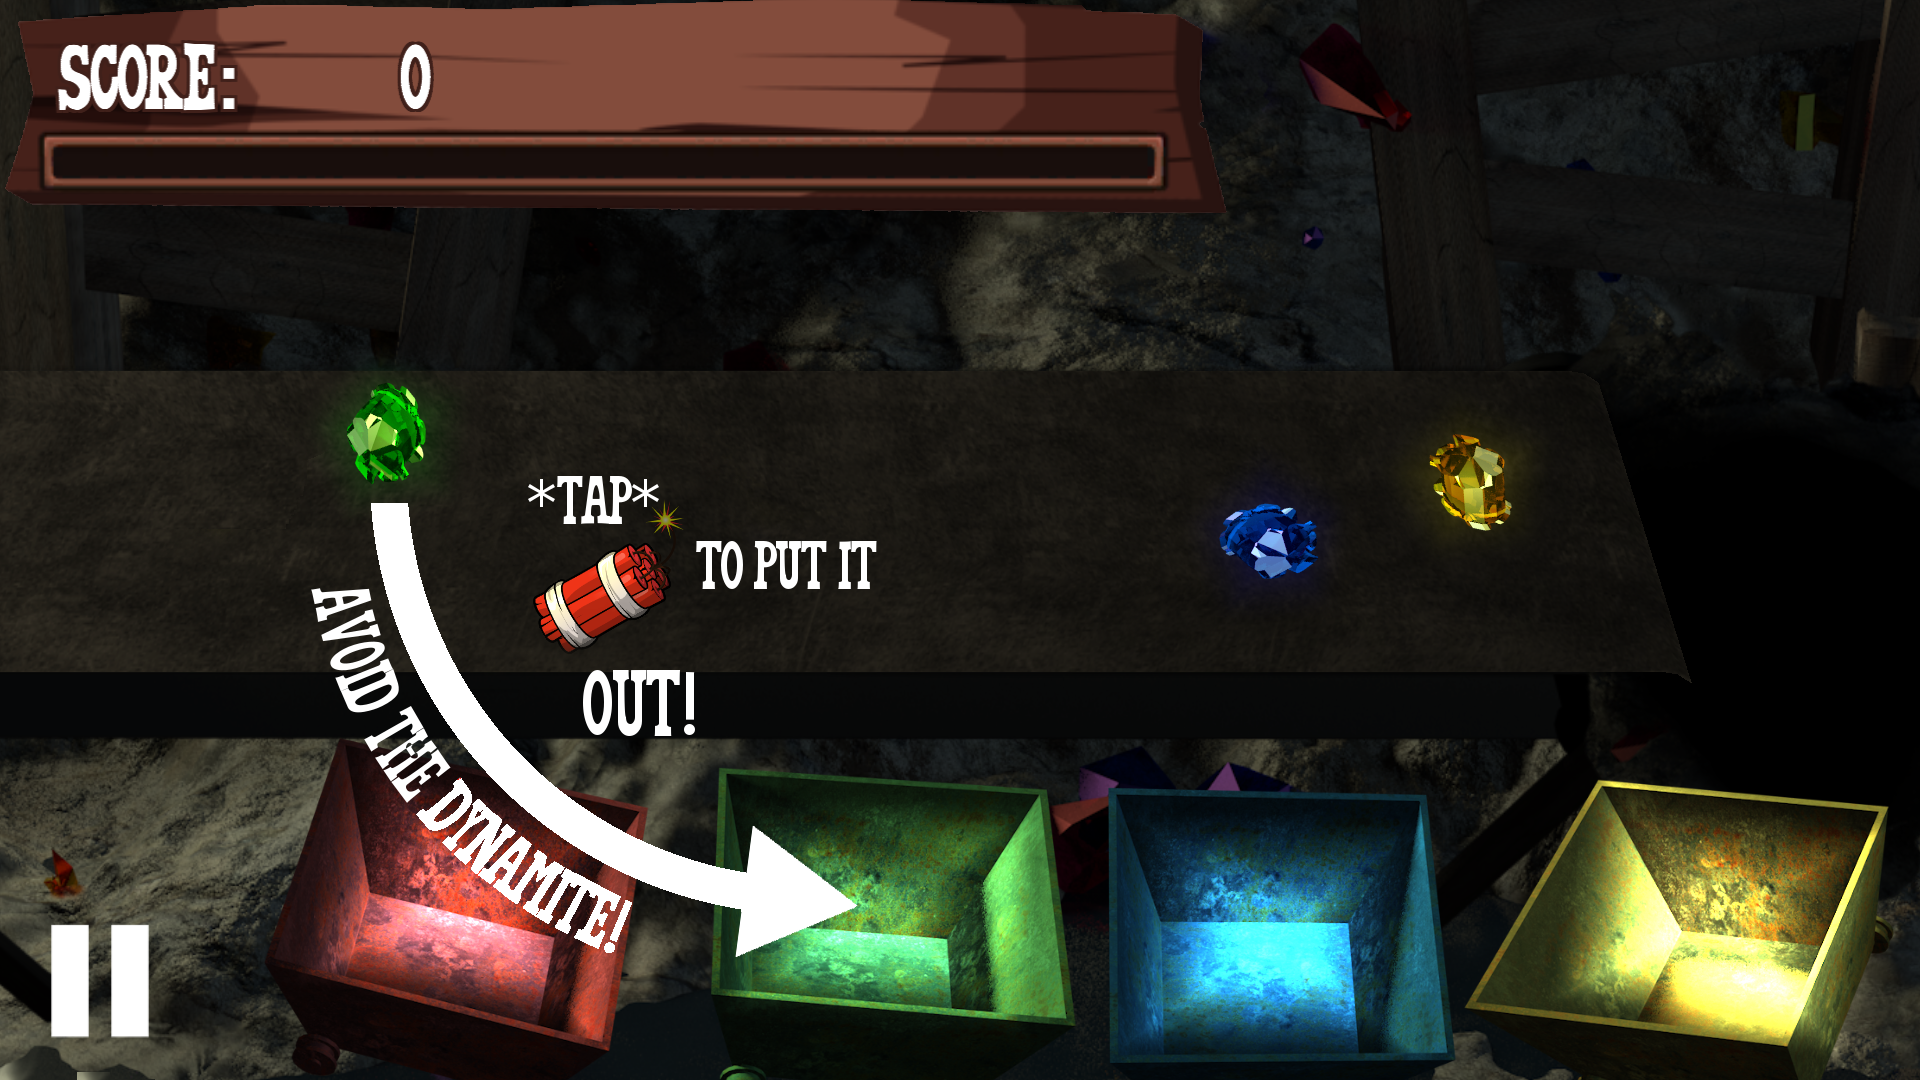 SCORE: 0
*TAP*
TO PUT IT
OUT!
AVOID THE DYNAMITE!